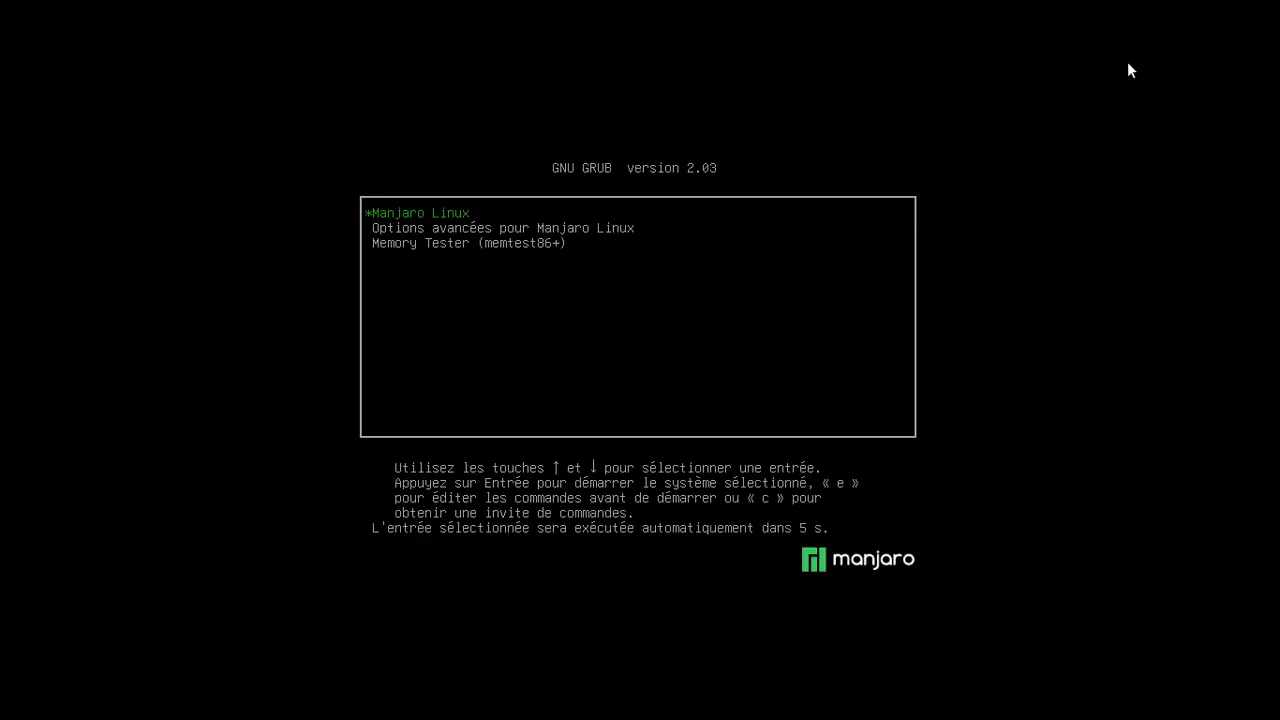 GNU GRUB  version 2.03
*Manjaro Linux
Options avancées pour Manjaro Linux
Memory Tester (memtest86+)
Utilisez les touches ↑ et ↓ pour sélectionner une entrée.
Appuyez sur Entrée pour démarrer le système sélectionné, « e »
pour éditer les commandes avant de démarrer ou « c » pour
obtenir une invite de commandes.
L'entrée sélectionnée sera exécutée automatiquement dans 5 s.
manjaro